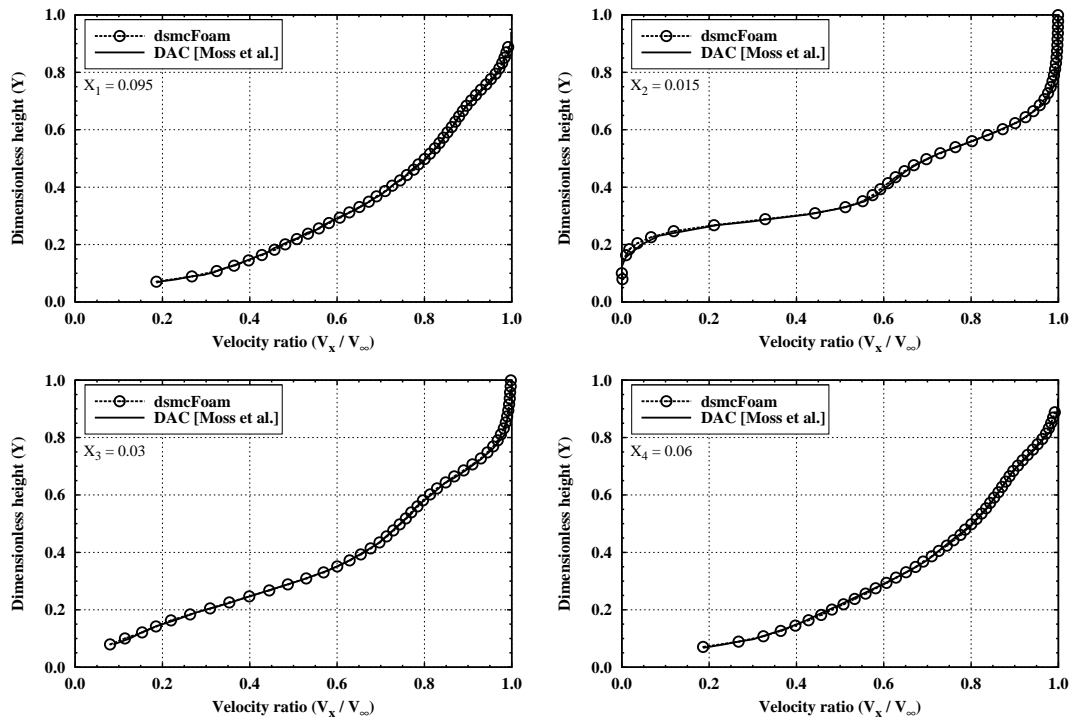 1.0
dsmcFoam
DAC [Moss et al.]
X1 = 0.095
0.8
0.6
0.4
0.2
0.0
0.0 0.2 0.4 0.6 0.8 1.0
Dimensionless height (Y)
Velocity ratio (Vx / V∞)
1.0
dsmcFoam
DAC [Moss et al.]
X2 = 0.015
0.8
0.6
0.4
0.2
0.0
0.0 0.2 0.4 0.6 0.8 1.0
Dimensionless height (Y)
Velocity ratio (Vx / V∞)
1.0
dsmcFoam
DAC [Moss et al.]
X3 = 0.03
0.8
0.6
0.4
0.2
0.0
0.0 0.2 0.4 0.6 0.8 1.0
Dimensionless height (Y)
Velocity ratio (Vx / V∞)
1.0
dsmcFoam
DAC [Moss et al.]
X4 = 0.06
0.8
0.6
0.4
0.2
0.0
0.0 0.2 0.4 0.6 0.8 1.0
Dimensionless height (Y)
Velocity ratio (Vx / V∞)